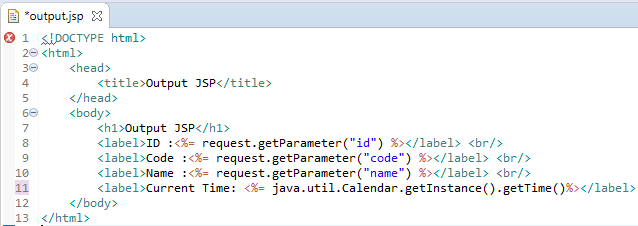 *output.jsp
1 <!DOCTYPE html>
2 <html>
3 <head>
4 <title>Output JSP</title>
5 </head>
6 <body>
7 <h1>Output JSP</h1>
8 <label>ID :<%= request.getParameter("id") %></label> <br/>
9 <label>Code :<%= request.getParameter("code") %></label> <br/>
10 <label>Name :<%= request.getParameter("name") %></label> <br/>
11 <label>Current Time: <%= java.util.Calendar.getInstance().getTime()%></label>
12 </body>
13 </html>